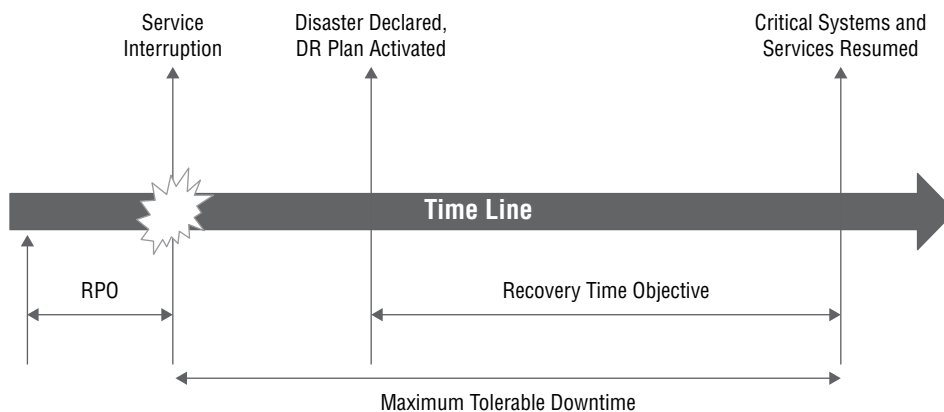 Service
Interruption
Disaster Declared,
DR Plan Activated
Critical Systems and
Services Resumed
Time Line
RPO
Recovery Time Objective
Maximum Tolerable Downtime